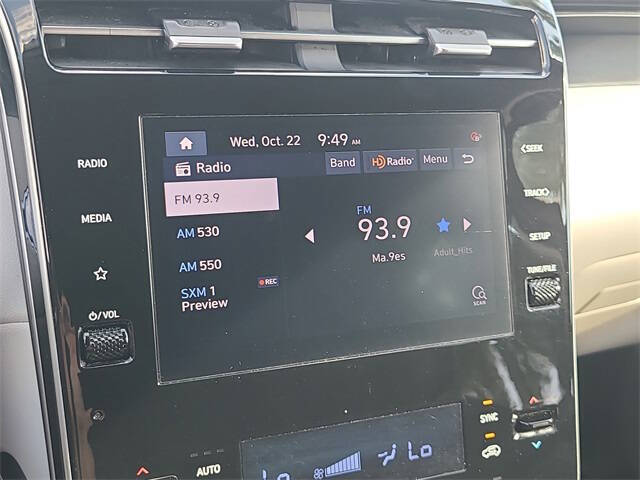 Wed, Oct. 22 9:49 AM
Radio Band HD Radio Menu
FM 93.9
AM 530
AM 550
SXM 1
Preview
REC
FM
93.9
Ma.9es
Adult_Hits
SCAN
RADIO
MEDIA
⏻/VOL
<SEEK
TRACK>
SETUP
TUNE/FILE
SYNC
AUTO
Lo
Lo